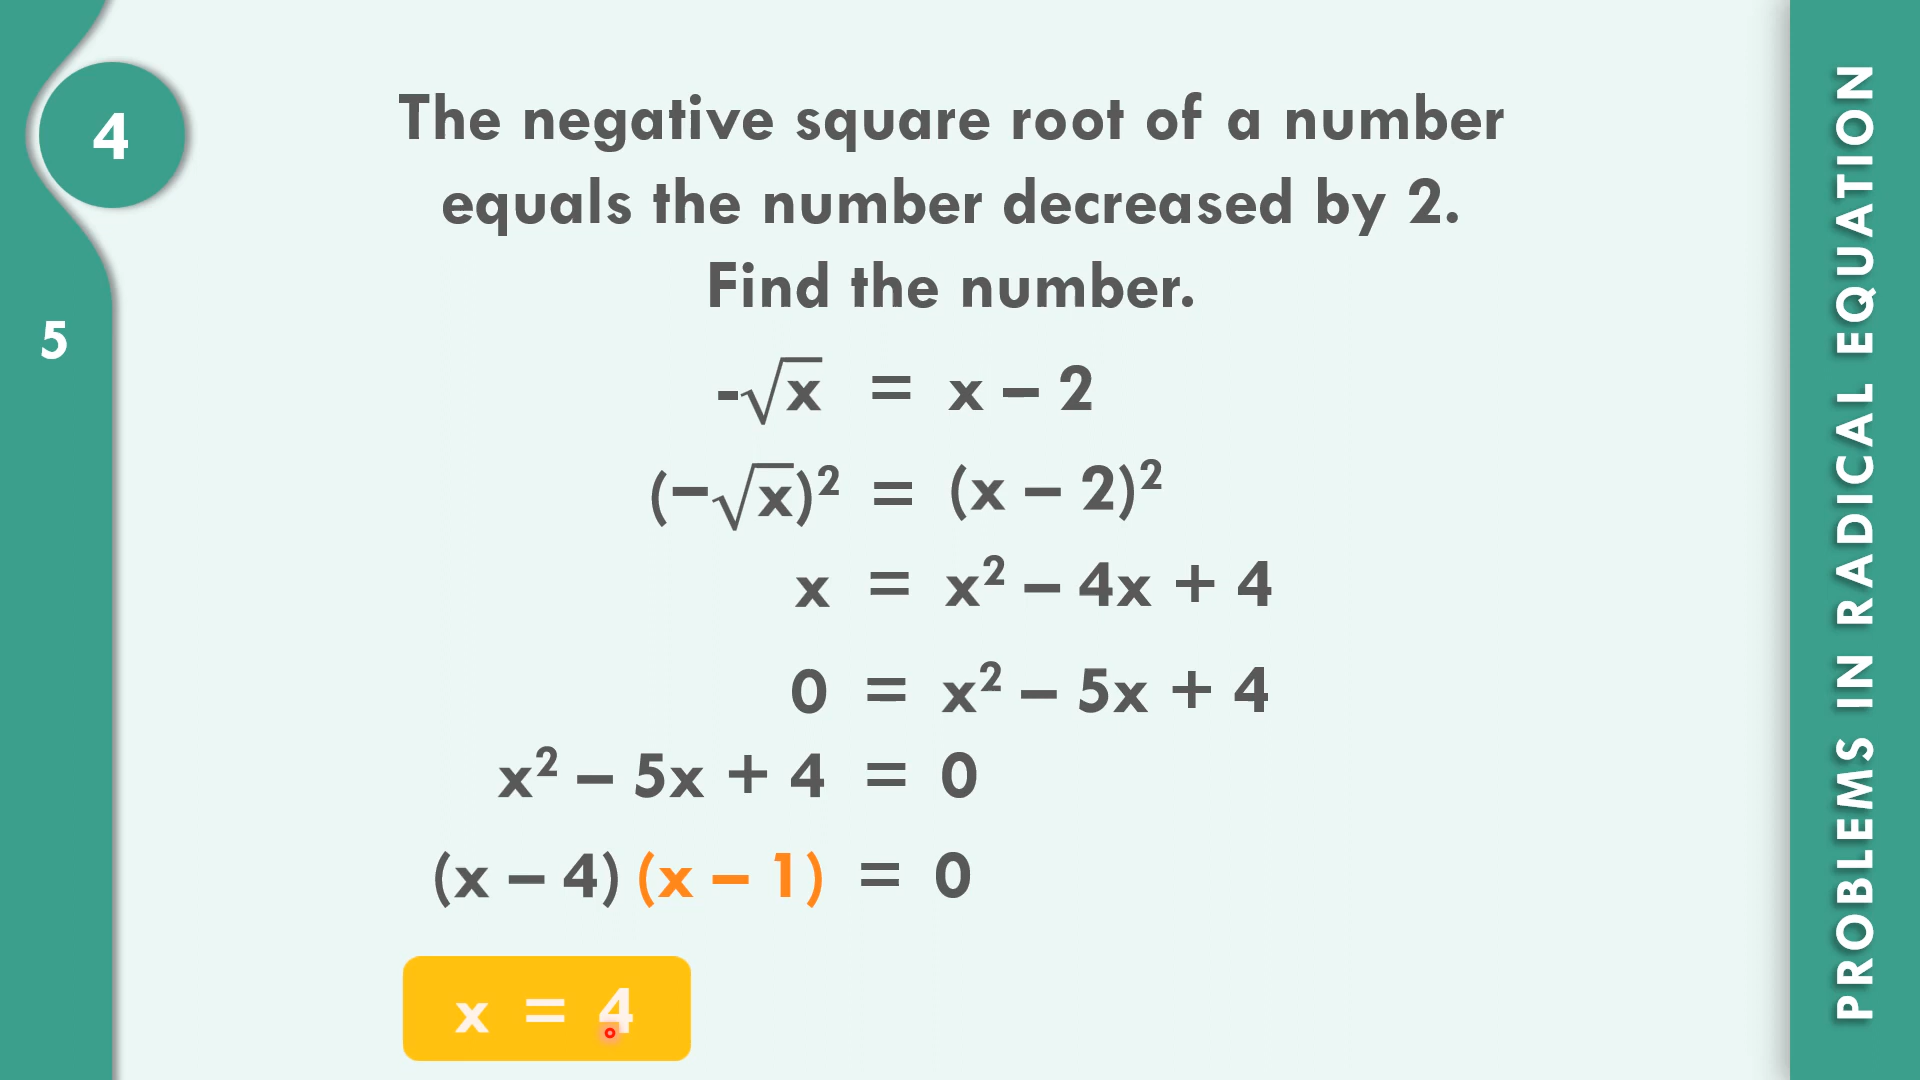 4
5
The negative square root of a number
equals the number decreased by 2.
Find the number.
-√x = x – 2
(–√x)² = (x – 2)²
x = x² – 4x + 4
0 = x² – 5x + 4
x² – 5x + 4 = 0
(x – 4) (x – 1) = 0
x = 4
PROBLEMS IN RADICAL EQUATION